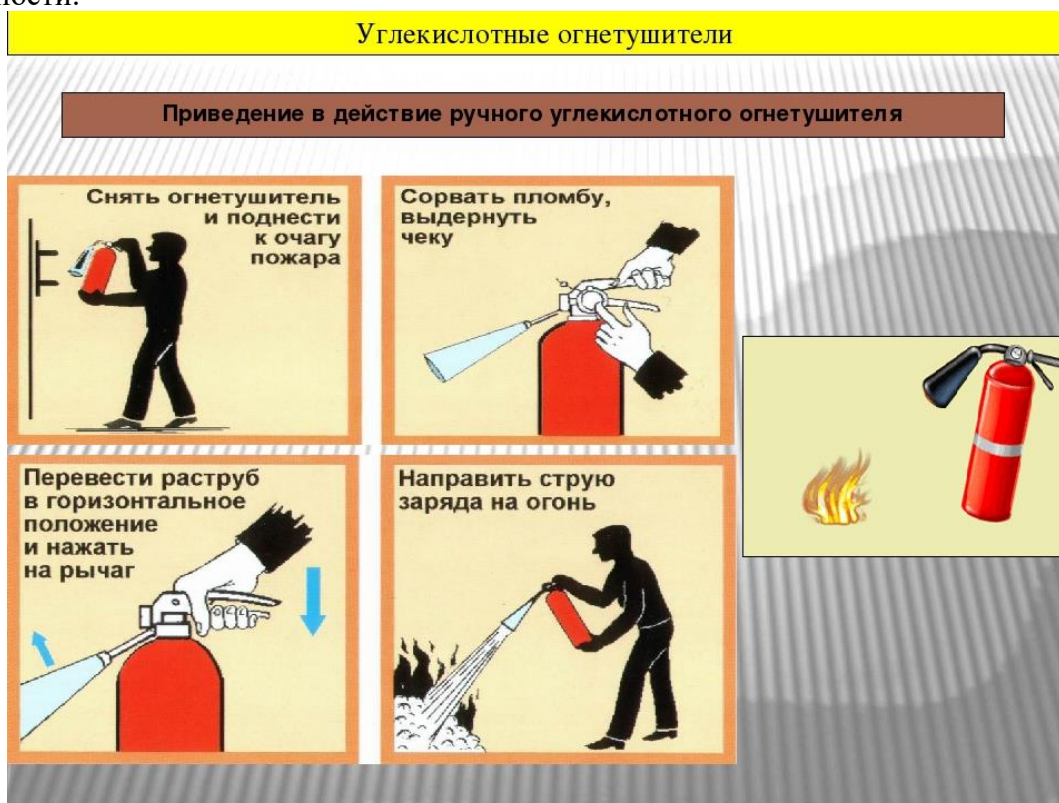 Углекислотные огнетушители
Приведение в действие ручного углекислотного огнетушителя
Снять огнетушитель
и поднести
к очагу
пожара
Сорвать пломбу,
выдернуть
чеку
Перевести раструб
в горизонтальное
положение
и нажать
на рычаг
Направить струю
заряда на огонь